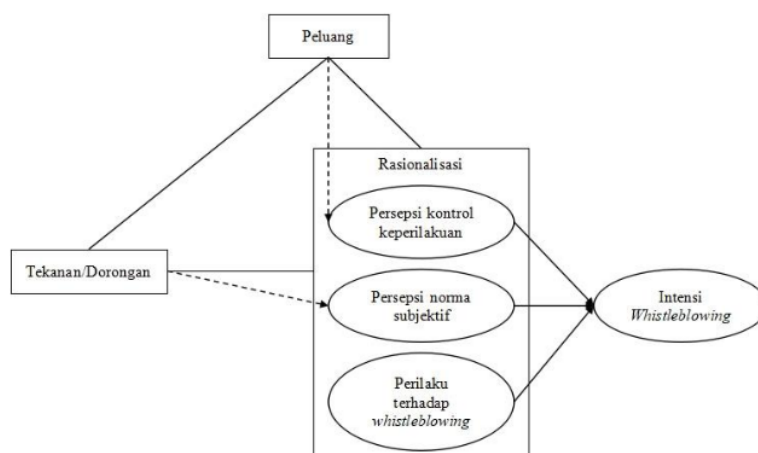 Peluang
Rasionalisasi
Persepsi kontrol
keperilakuan
Tekanan/Dorongan
Persepsi norma
subjektif
Intensi
Whistleblowing
Perilaku
terhadap
whistleblowing